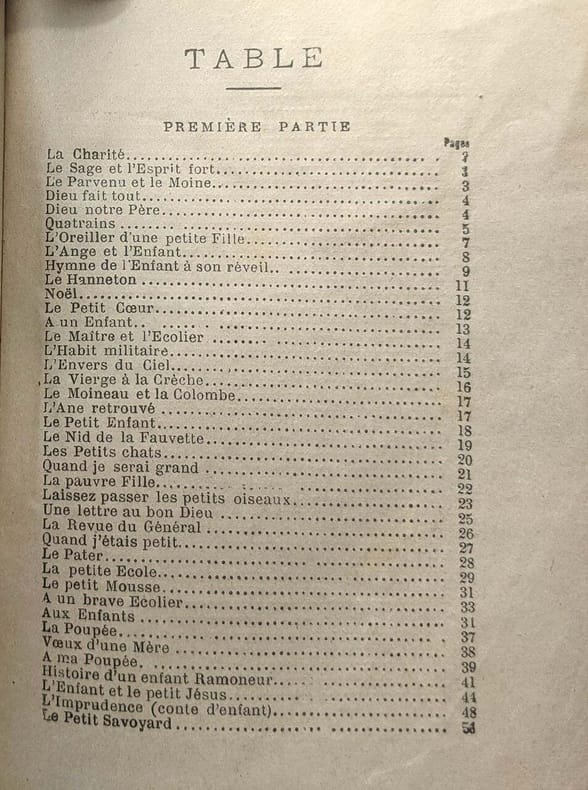 TABLE
PREMIÈRE PARTIE
Pages
La Charité
Le Sage et l'Esprit fort 1
Le Parvenu et le Moine 3
Dieu fait tout 4
Dieu notre Père 4
Quatrains 5
L'Oreiller d'une petite Fille 7
L'Ange et l'Enfant 8
Hymne de l'Enfant à son réveil 9
Le Hanneton 11
Noël 12
Le Petit Cœur 12
A un Enfant 13
Le Maître et l'Ecolier 14
L'Habit militaire 14
L'Envers du Ciel 15
La Vierge à la Crèche 16
Le Moineau et la Colombe 17
L'Ane retrouvé 17
Le Petit Enfant 18
Le Nid de la Fauvette 19
Les Petits chats 20
Quand je serai grand 21
La pauvre Fille 22
Laissez passer les petits oiseaux 23
Une lettre au bon Dieu 25
La Revue du Général 26
Quand j'étais petit 27
Le Pater 28
La petite Ecole 29
Le petit Mousse 31
A un brave Ecolier 33
Aux Enfants 31
La Poupée 37
Vœux d'une Mère 38
A ma Poupée 39
Histoire d'un enfant Ramoneur 41
L'Enfant et le petit Jésus 44
L'Imprudence (conte d'enfant) 48
Le Petit Savoyard